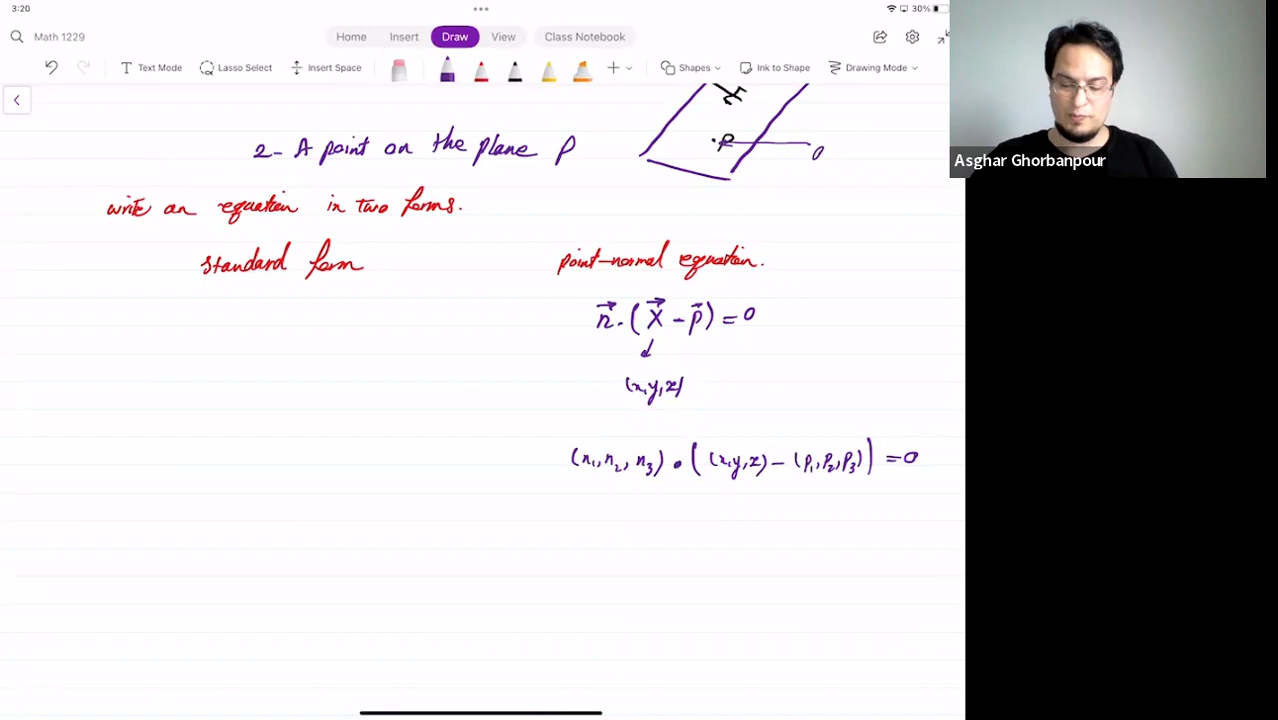 3:20
30%
Math 1229
Home Insert Draw View Class Notebook
Text Mode Lasso Select Insert Space Shapes Ink to Shape Drawing Mode
n
2- A point on the plane P
P
O
Asghar Ghorbanpour
write an equation in two forms.
standard form
point-normal equation.
n⃗·(X⃗ - p⃗) = 0
(x,y,z)
(n₁,n₂,n₃)•((x,y,z) - (p₁,p₂,p₃)) = 0